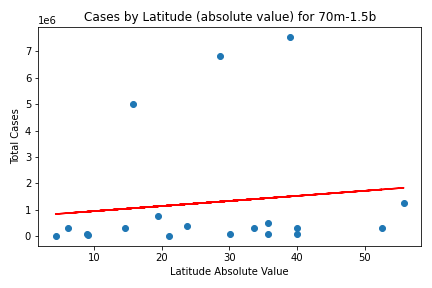 Cases by Latitude (absolute value) for 70m-1.5b
1e6
7
6
5
4
3
2
1
0
Total Cases
10 20 30 40 50
Latitude Absolute Value